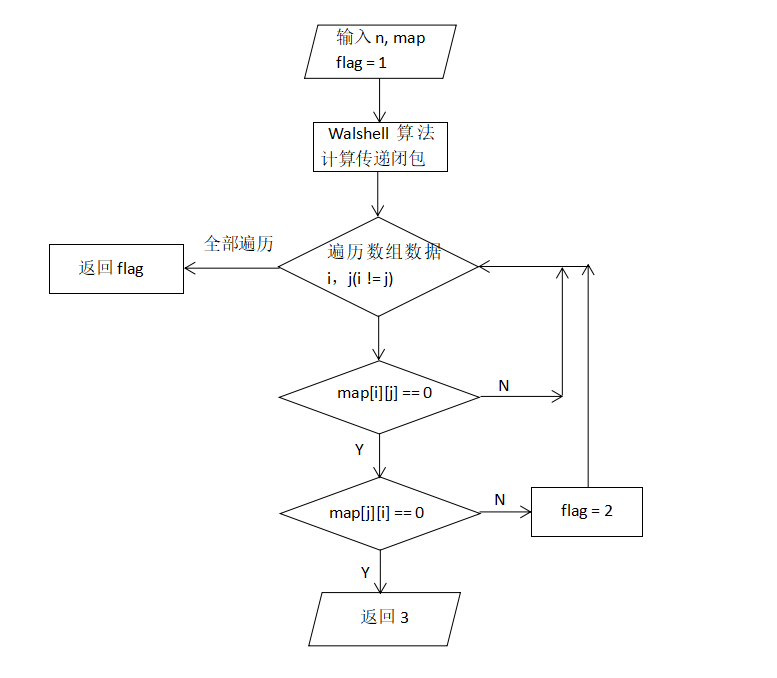 输入 n, map
flag = 1
Walshell 算法
计算传递闭包
全部遍历
遍历数组数据
i，j(i != j)
返回 flag
map[i][j] == 0
N
Y
map[j][i] == 0
N
flag = 2
Y
返回 3